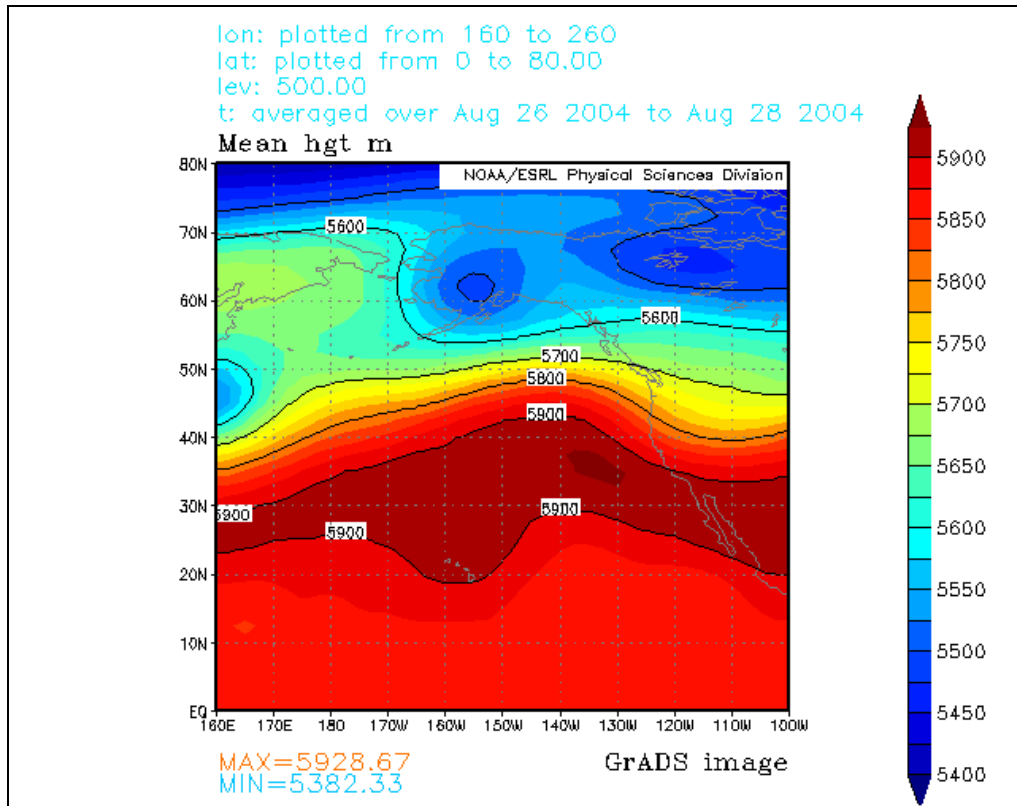 lon: plotted from 160 to 260
lat: plotted from 0 to 80.00
lev: 500.00
t: averaged over Aug 26 2004 to Aug 28 2004
Mean hgt m
NOAA/ESRL Physical Sciences Division
80N
70N
60N
50N
40N
30N
20N
10N
EQ
5600
5600
5700
5800
5900
5900
5900
5900
160E 170E 180 170W 160W 150W 140W 130W 120W 110W 100W
5900
5850
5800
5750
5700
5650
5600
5550
5500
5450
5400
MAX=5928.67
MIN=5382.33
GrADS image